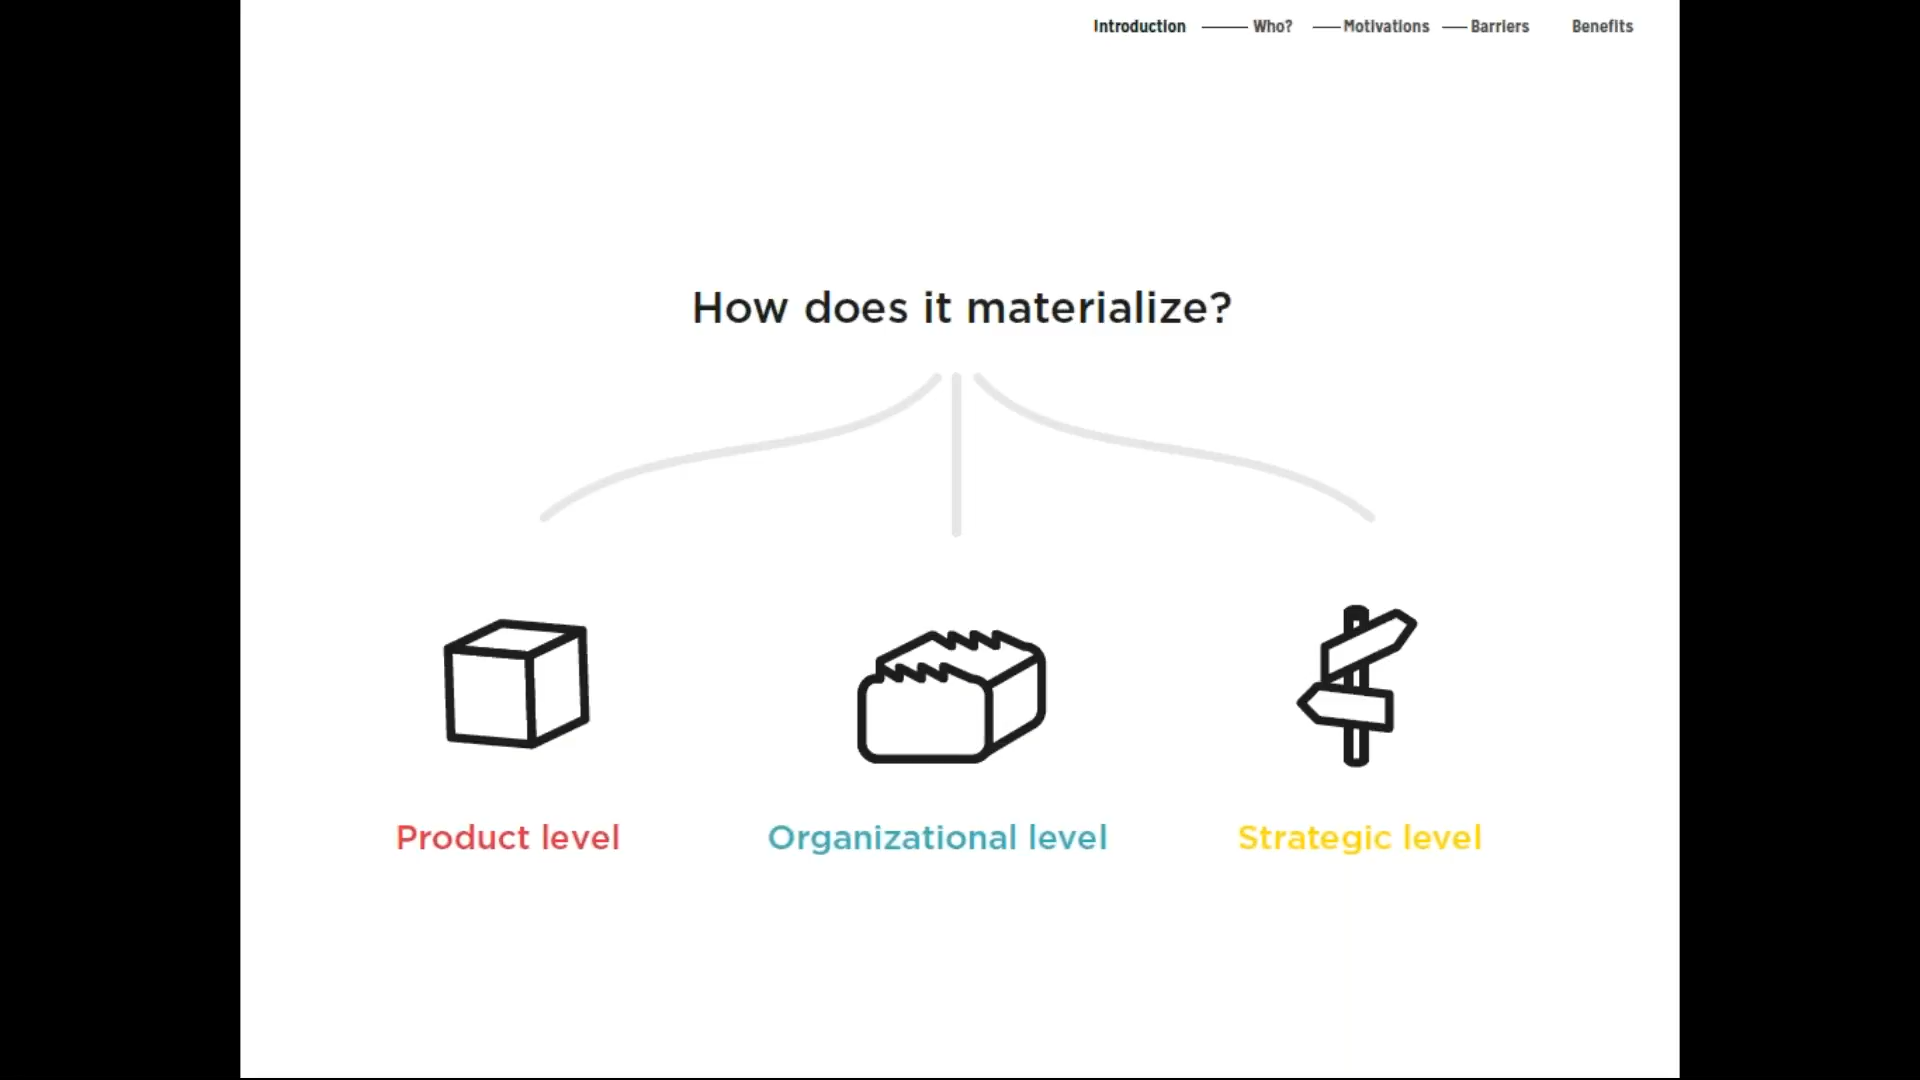 Introduction Who? Motivations Barriers Benefits
How does it materialize?
Product level Organizational level Strategic level